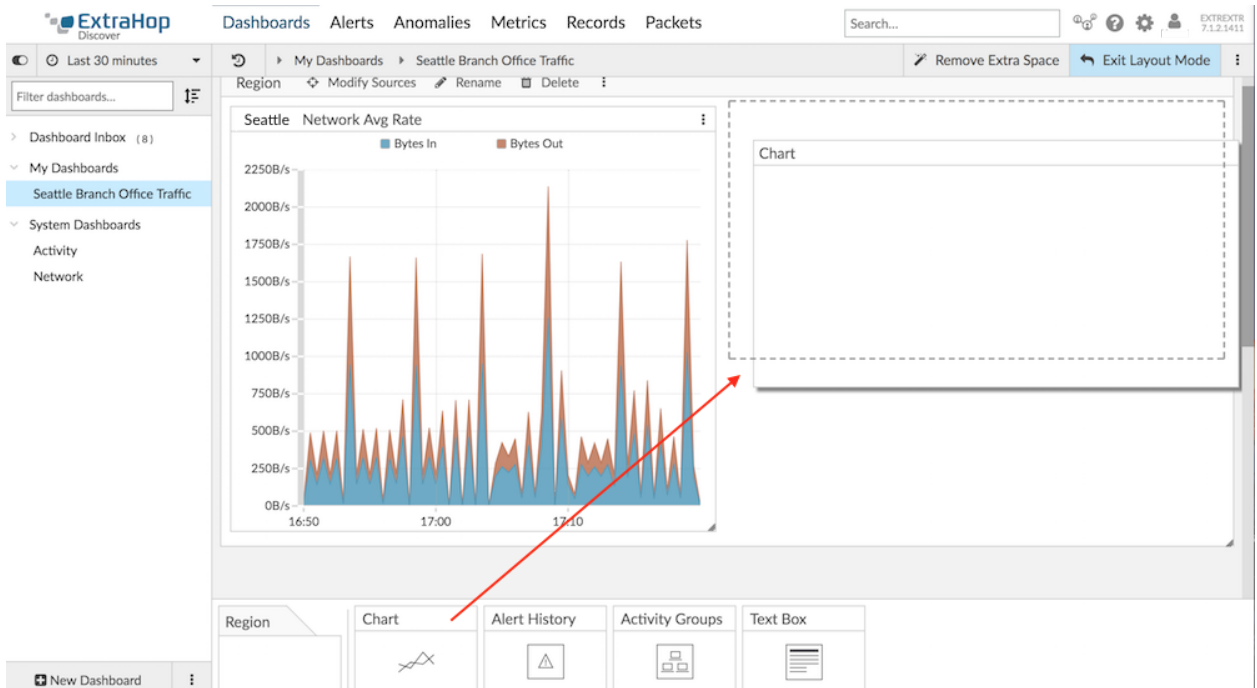 ExtraHop
Discover
Dashboards Alerts Anomalies Metrics Records Packets
Search...
EXTREXTR
7.1.2.1411
Last 30 minutes
My Dashboards Seattle Branch Office Traffic
Remove Extra Space
Exit Layout Mode
Filter dashboards...
Dashboard Inbox (8)
My Dashboards
Seattle Branch Office Traffic
System Dashboards
Activity
Network
New Dashboard
Region Modify Sources Rename Delete
Seattle Network Avg Rate
Bytes In Bytes Out
2250B/s
2000B/s
1750B/s
1500B/s
1250B/s
1000B/s
750B/s
500B/s
250B/s
0B/s
16:50 17:00 17:10
Chart
Region
Chart
Alert History
Activity Groups
Text Box